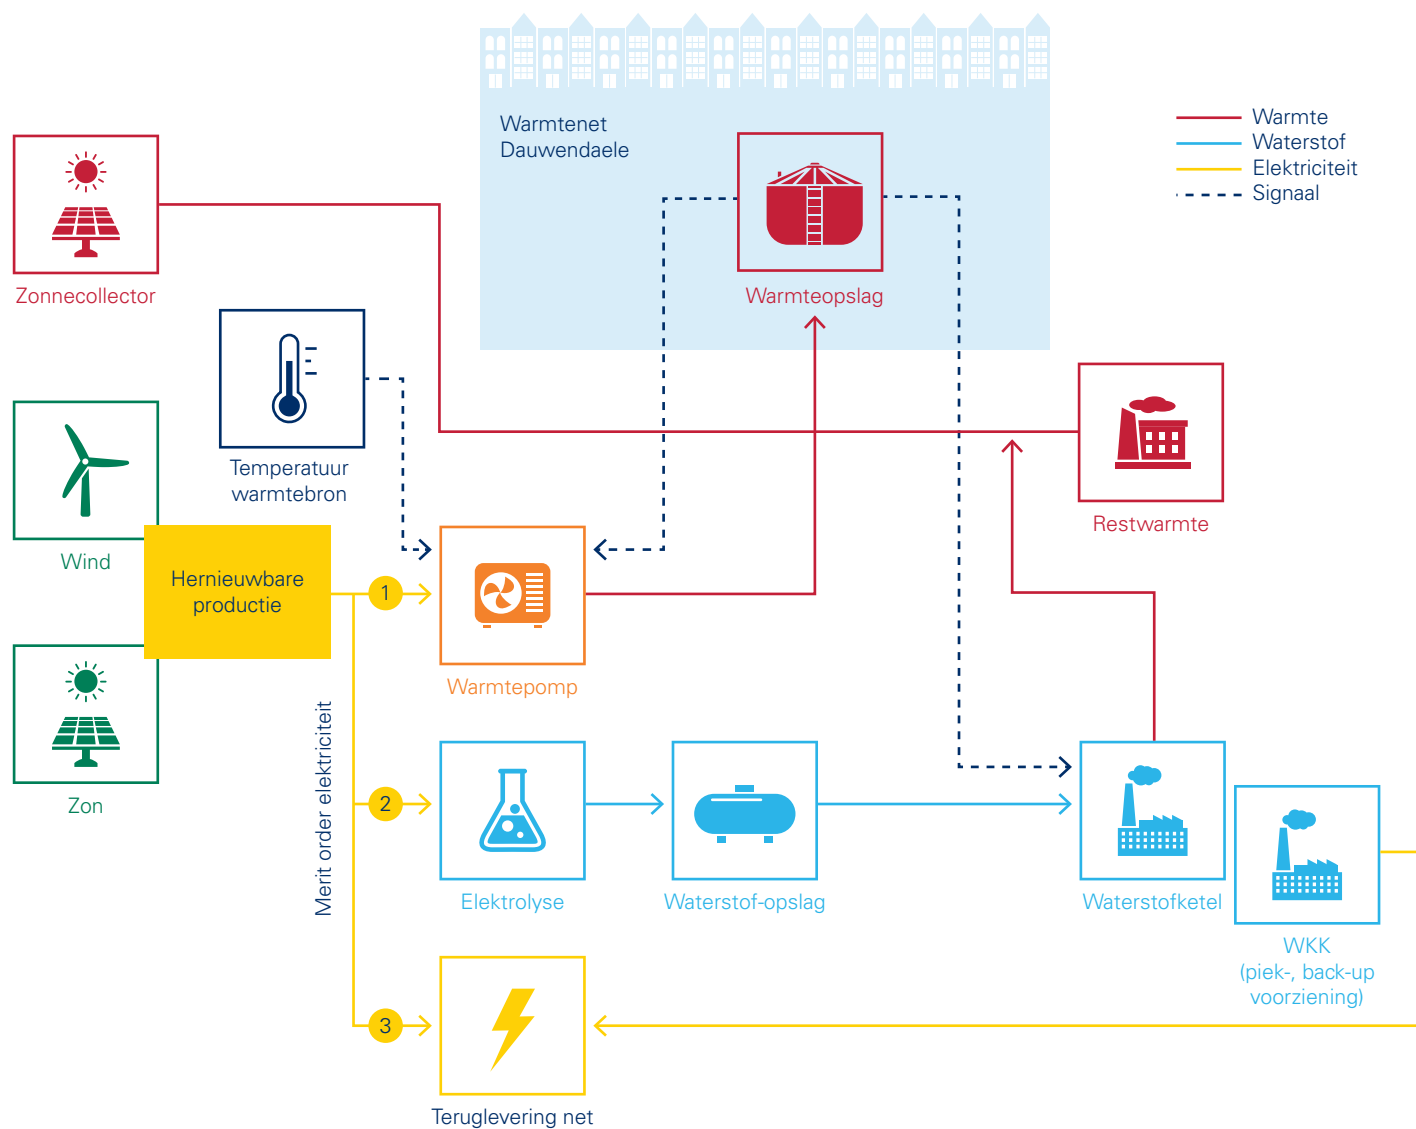 Warmtenet
Dauwendaele
Warmte
Waterstof
Elektriciteit
Signaal
Zonnecollector
Warmteopslag
Temperatuur
warmtebron
Restwarmte
Wind
Hernieuwbare
productie
1
Warmtepomp
Merit order elektriciteit
Zon
2
Elektrolyse
Waterstof-opslag
Waterstofketel
WKK
(piek-, back-up
voorziening)
3
Teruglevering net